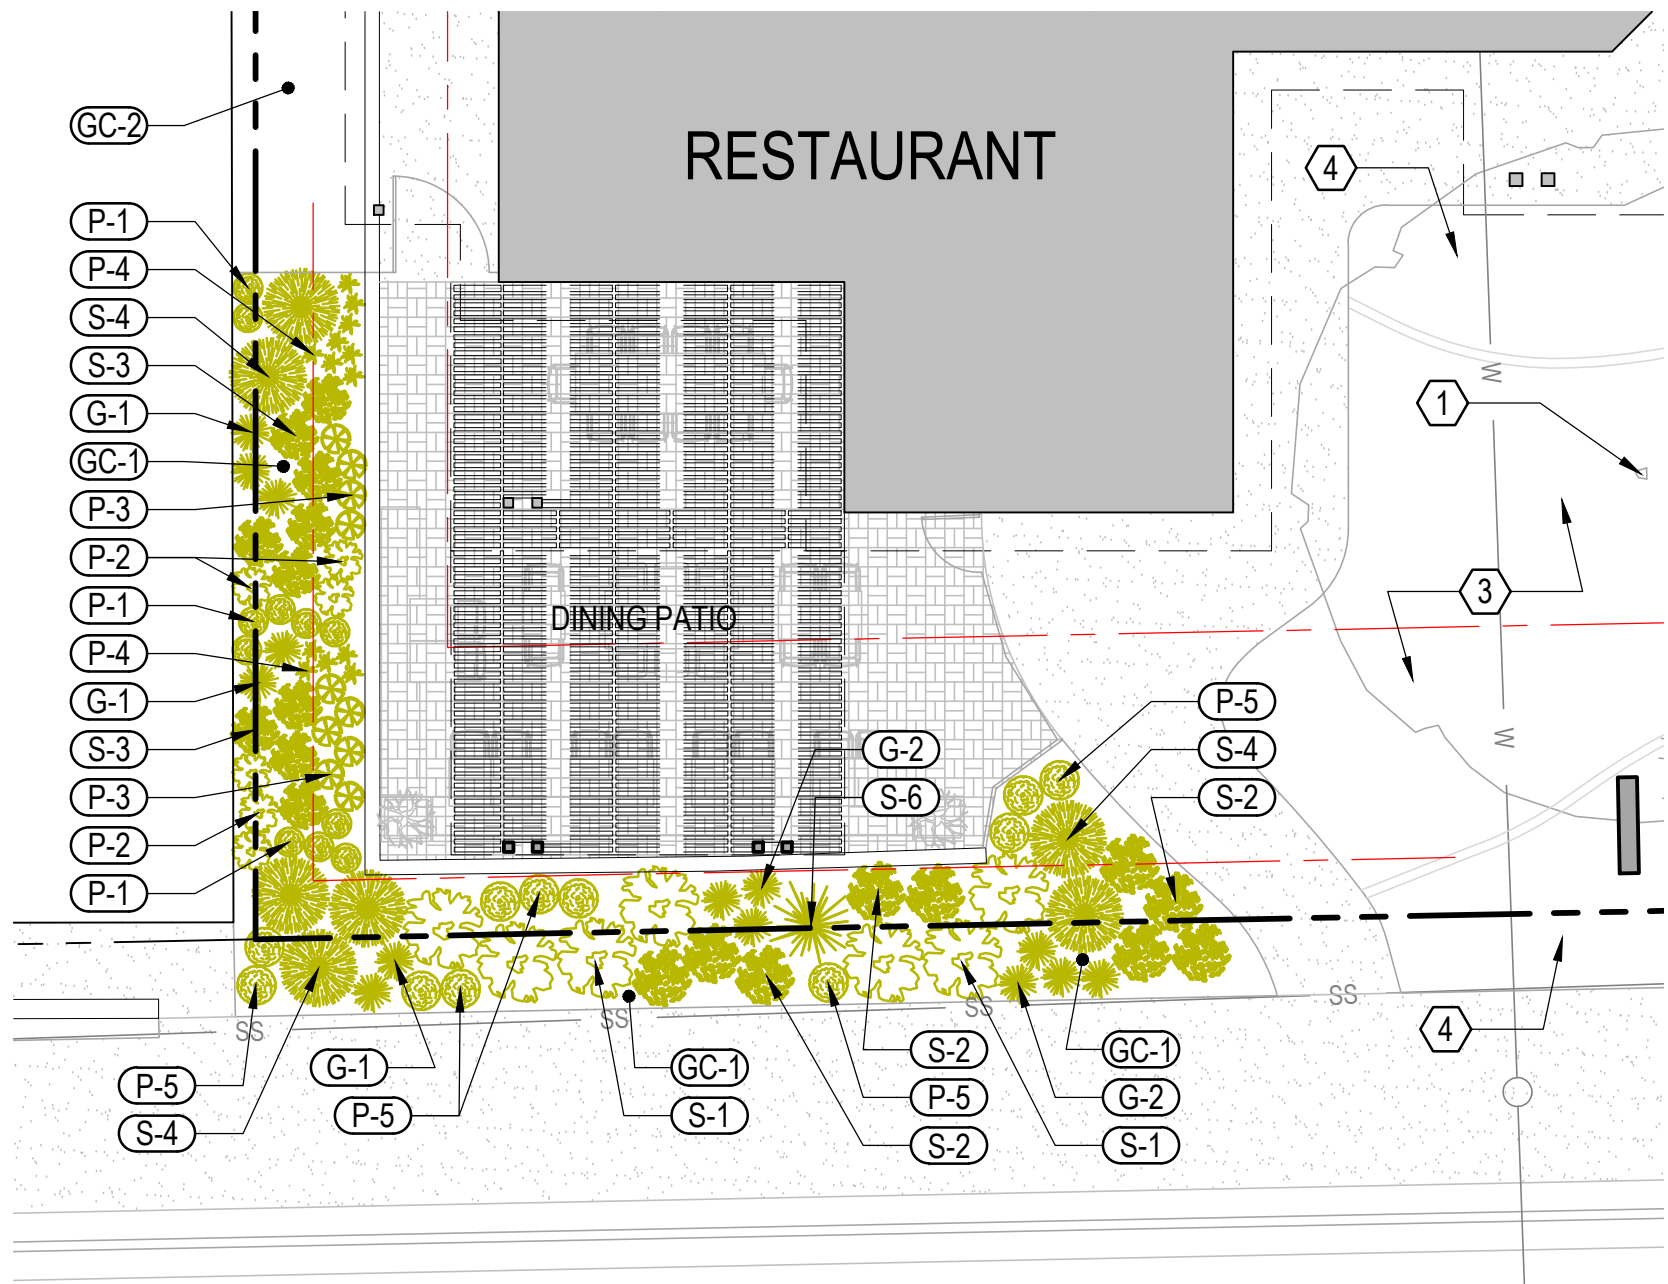 RESTAURANT
GC-2
4
P-1
P-4
S-4
S-3
1
G-1
GC-1
P-3
P-2
3
P-1
DINING PATIO
P-4
G-1
P-5
S-3
G-2
S-4
P-3
S-6
S-2
P-2
P-1
W
W
SS
SS
SS
SS
4
P-5
G-1
GC-1
S-2
GC-1
S-4
P-5
S-1
P-5
G-2
S-2
S-1